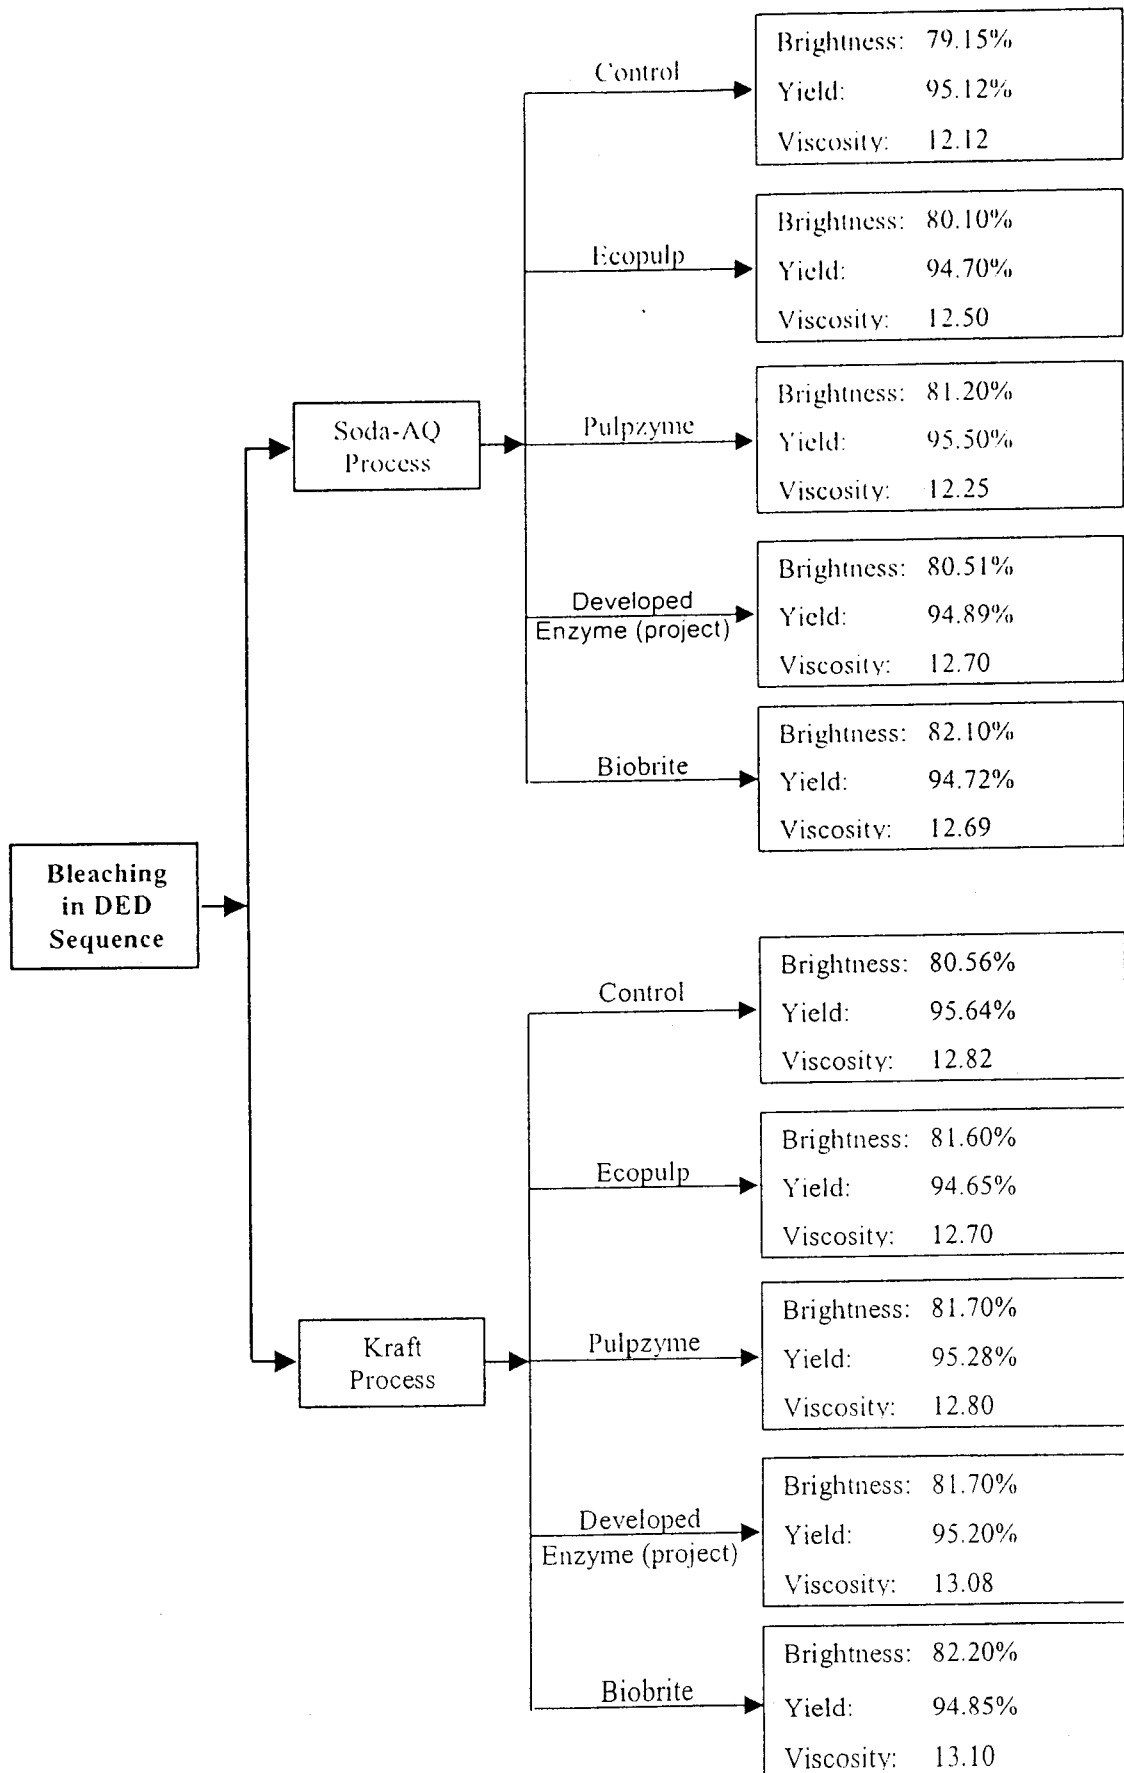 Bleaching
in DED
Sequence
Soda-AQ
Process
Control
Brightness: 79.15%
Yield: 95.12%
Viscosity: 12.12
Ecopulp
Brightness: 80.10%
Yield: 94.70%
Viscosity: 12.50
Pulpzyme
Brightness: 81.20%
Yield: 95.50%
Viscosity: 12.25
Developed
Enzyme (project)
Brightness: 80.51%
Yield: 94.89%
Viscosity: 12.70
Biobrite
Brightness: 82.10%
Yield: 94.72%
Viscosity: 12.69
Kraft
Process
Control
Brightness: 80.56%
Yield: 95.64%
Viscosity: 12.82
Ecopulp
Brightness: 81.60%
Yield: 94.65%
Viscosity: 12.70
Pulpzyme
Brightness: 81.70%
Yield: 95.28%
Viscosity: 12.80
Developed
Enzyme (project)
Brightness: 81.70%
Yield: 95.20%
Viscosity: 13.08
Biobrite
Brightness: 82.20%
Yield: 94.85%
Viscosity: 13.10